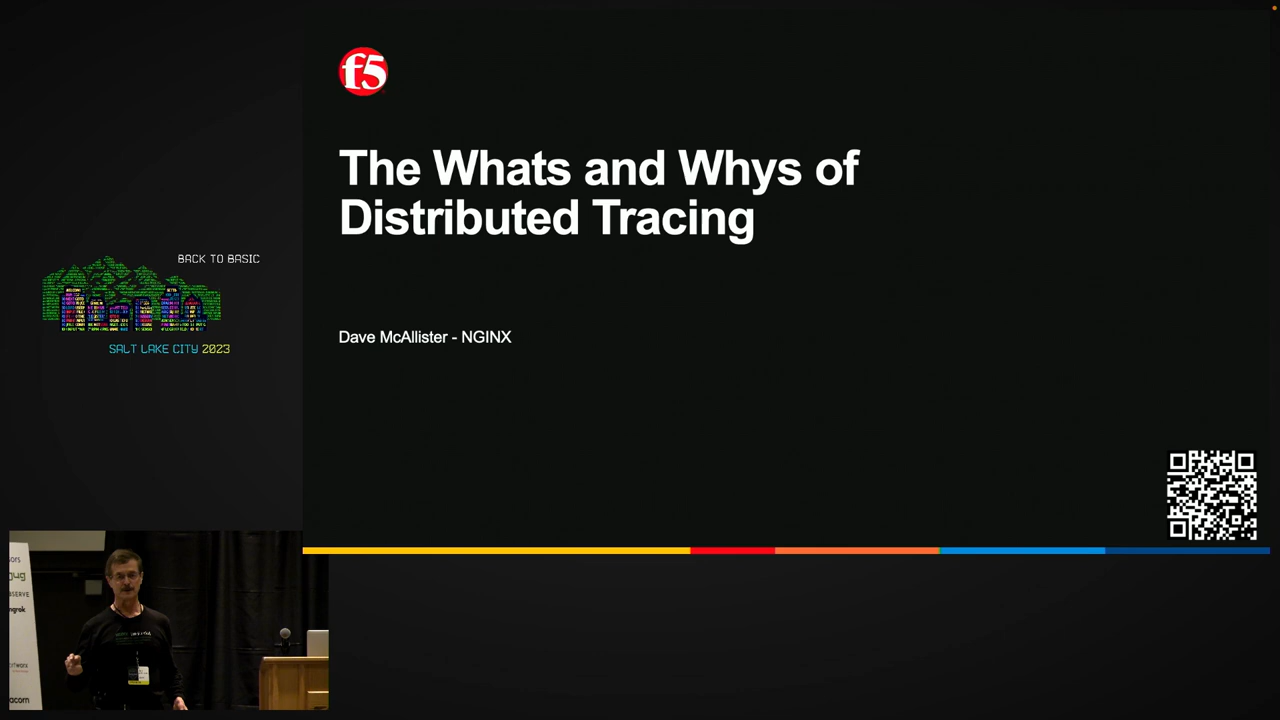 f5
The Whats and Whys of
Distributed Tracing
Dave McAllister - NGINX
BACK TO BASIC
SALT LAKE CITY 2023